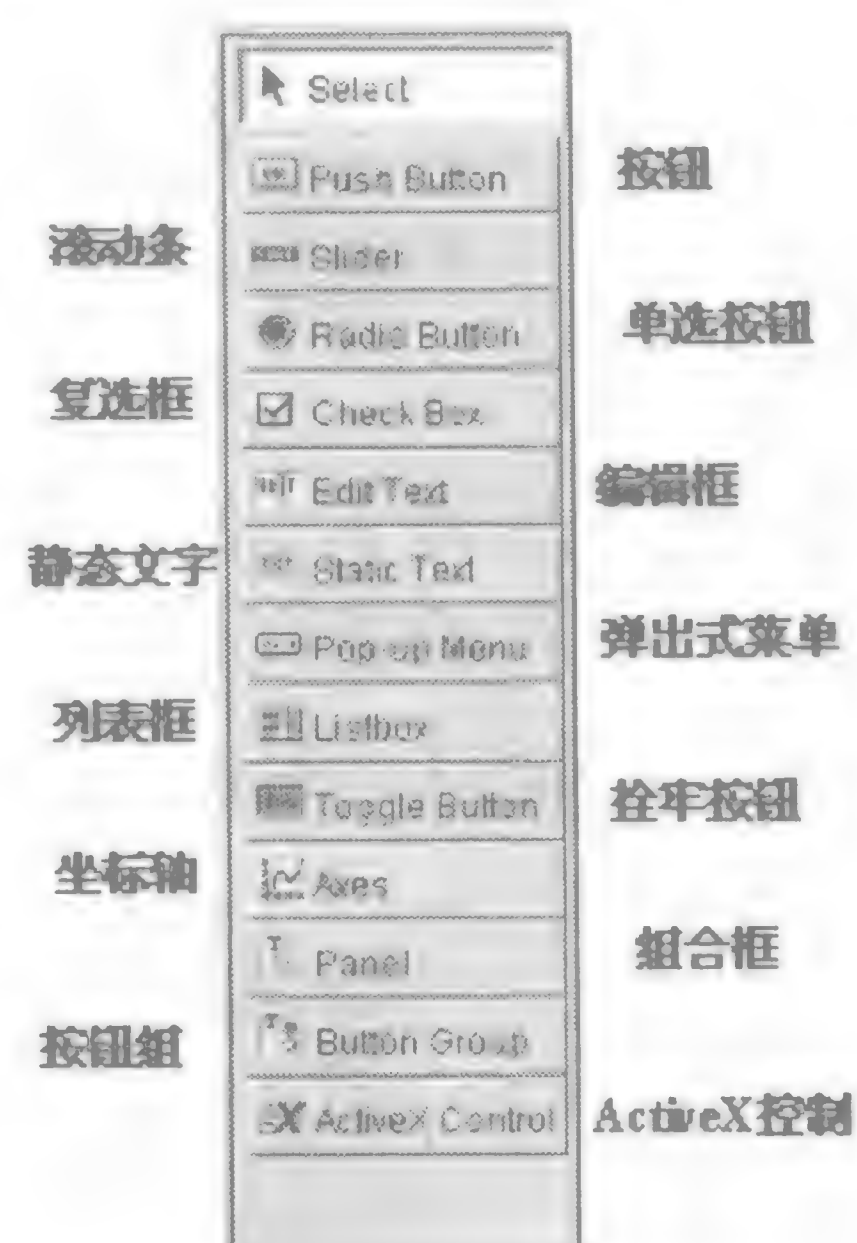 Select
Push Button
按钮
滚动条
Slider
Radio Button
单选按钮
复选框
Check Box
Edit Text
编辑框
静态文字
Static Text
Pop-up Menu
弹出式菜单
列表框
Listbox
Toggle Button
拴牢按钮
坐标轴
Axes
Panel
组合框
按钮组
Button Group
ActiveX Control
ActiveX控制